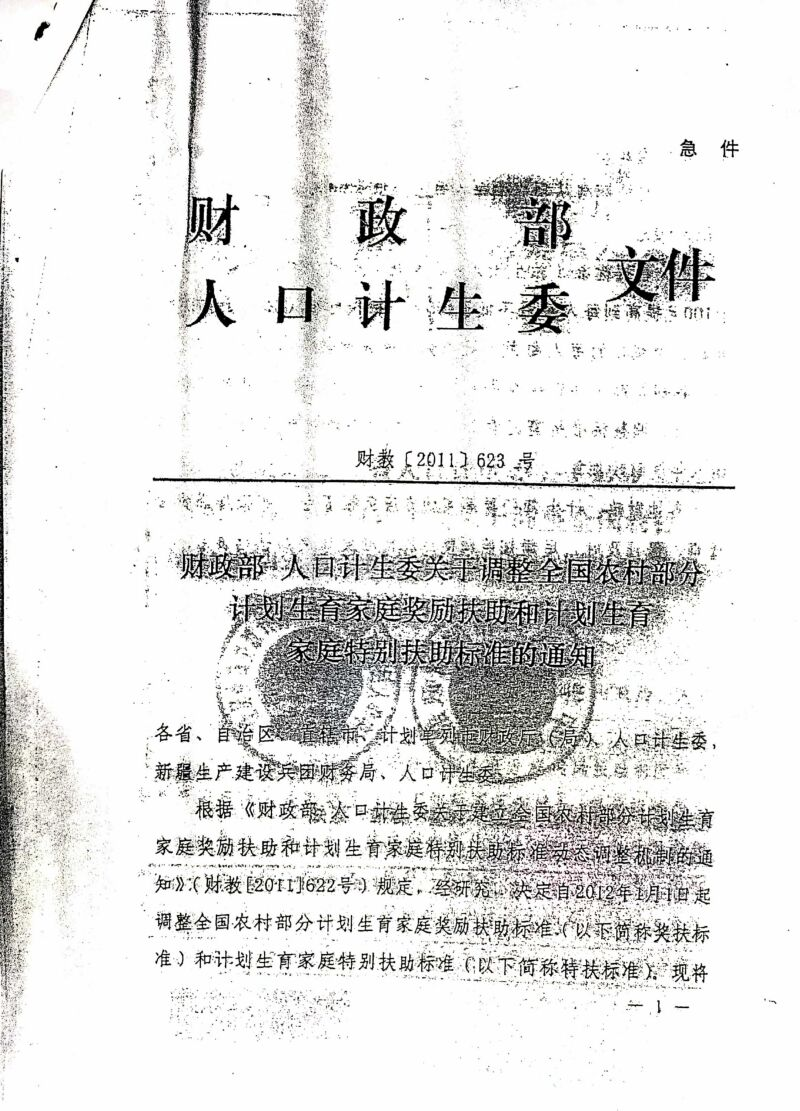 急 件
财 政 部
人 口 计 生 委
文件
财教〔2011〕623 号
财政部 人口计生委关于调整全国农村部分
计划生育家庭奖励扶助和计划生育
家庭特别扶助标准的通知
各省、自治区、直辖市、计划单列市财政厅(局)、人口计生委,
新疆生产建设兵团财务局、人口计生委:
根据《财政部 人口计生委关于建立全国农村部分计划生育
家庭奖励扶助和计划生育家庭特别扶助标准动态调整机制的通
知》(财教[2011]622号)规定,经研究,决定自2012年1月1日起
调整全国农村部分计划生育家庭奖励扶助标准(以下简称奖扶标
准)和计划生育家庭特别扶助标准(以下简称特扶标准)。现将
— 1 —